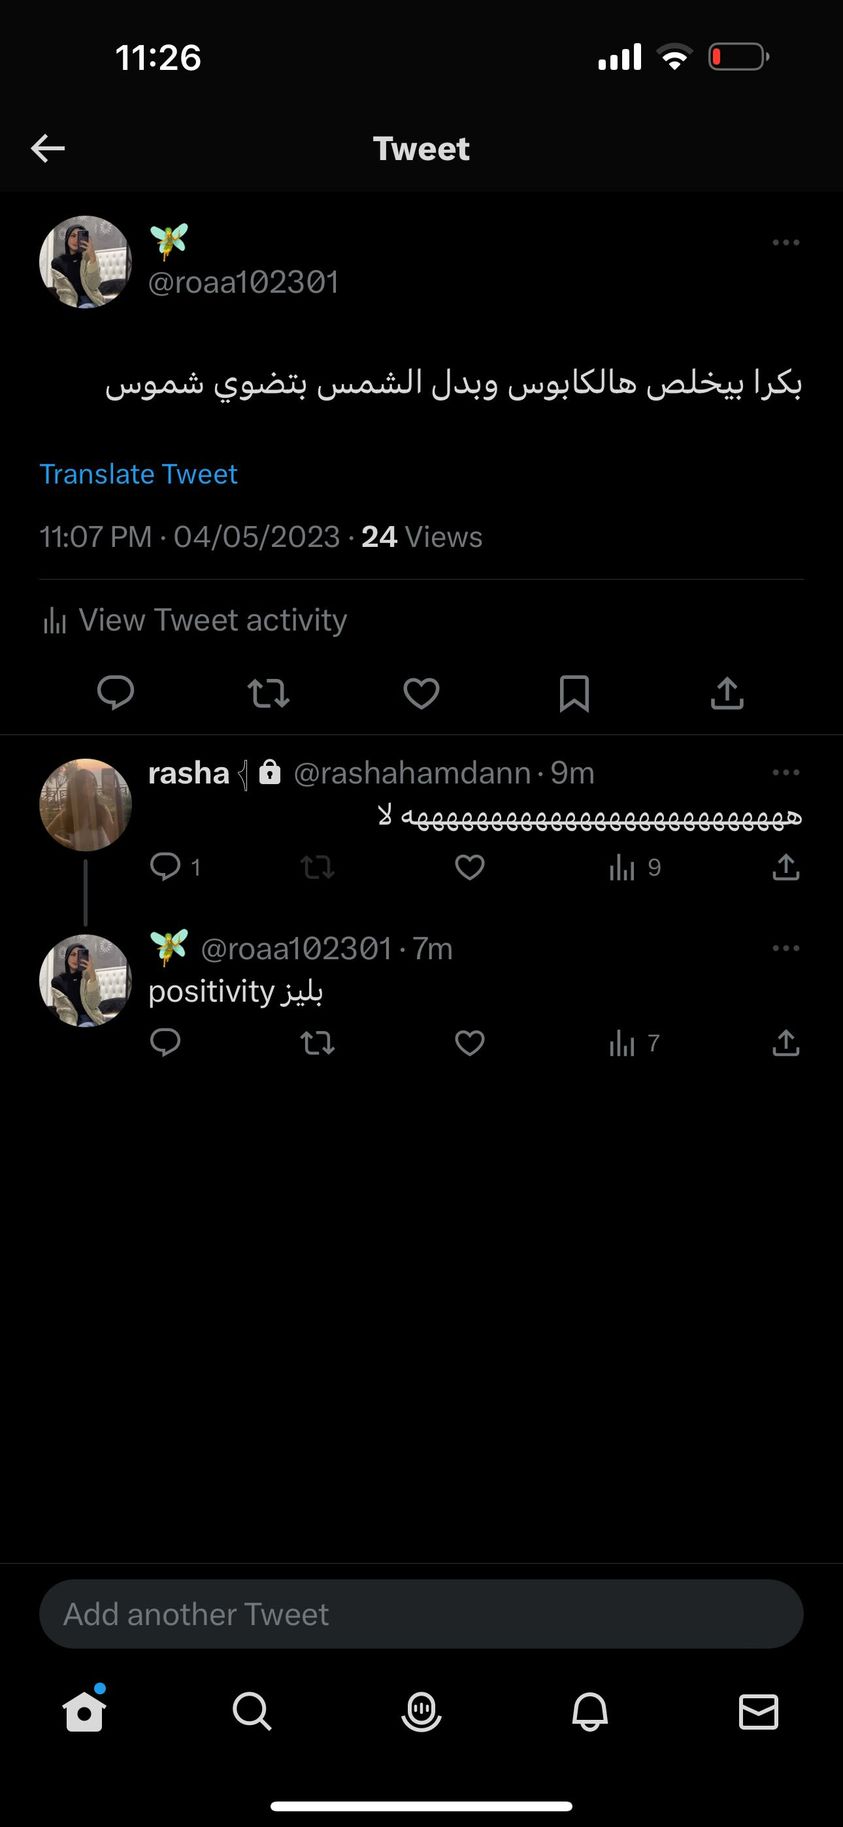 11:26
Tweet
@roaa102301
بكرا بيخلص هالكابوس وبدل الشمس بتضوي شموس
Translate Tweet
11:07 PM · 04/05/2023 · 24 Views
View Tweet activity
rasha @rashahamdann · 9m
ههههههههههههههههههههههههههه لا
1 9
@roaa102301 · 7m
positivity بليز
7
Add another Tweet